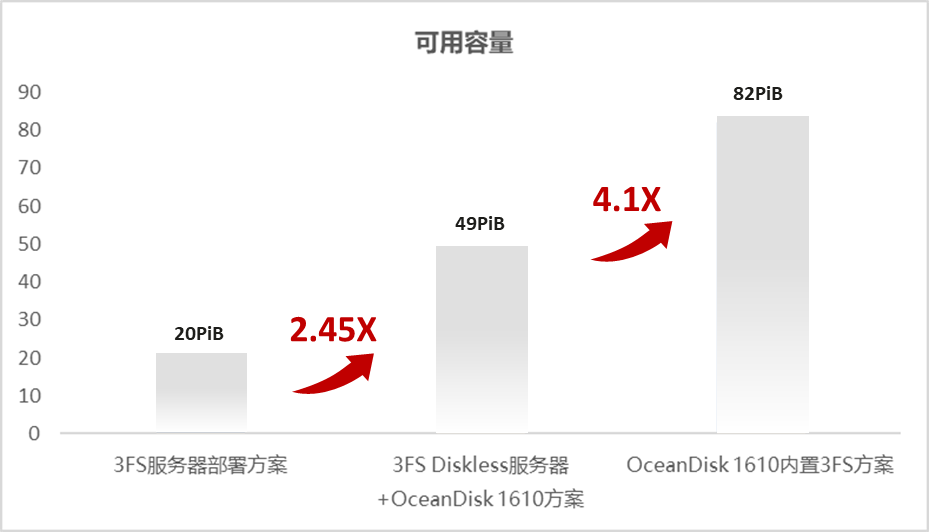 可用容量
90
80
70
60
50
40
30
20
10
0
20PiB
2.45X
49PiB
4.1X
82PiB
3FS服务器部署方案
3FS Diskless服务器
+OceanDisk 1610方案
OceanDisk 1610内置3FS方案